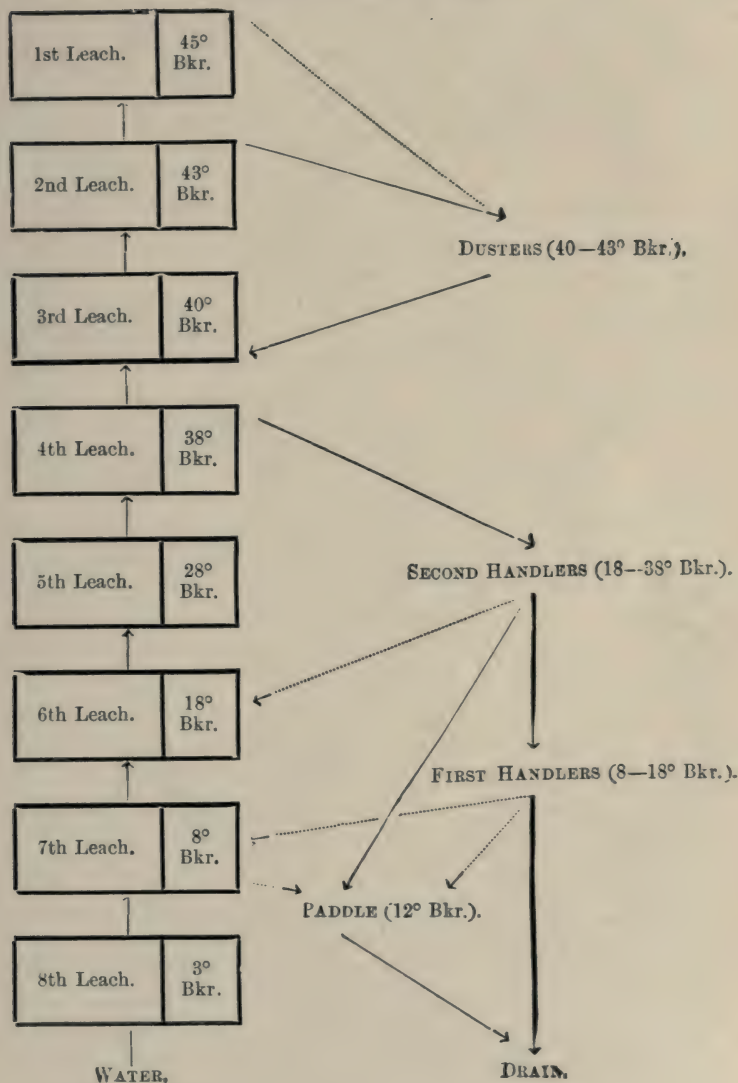 1st Leach.
45°
Bkr.
2nd Leach.
43°
Bkr.
DUSTERS (40—43° Bkr.).
3rd Leach.
40°
Bkr.
4th Leach.
38°
Bkr.
5th Leach.
28°
Bkr.
SECOND HANDLERS (18—38° Bkr.).
6th Leach.
18°
Bkr.
FIRST HANDLERS (8—18° Bkr.).
7th Leach.
8°
Bkr.
PADDLE (12° Bkr.).
8th Leach.
3°
Bkr.
WATER.
DRAIN.